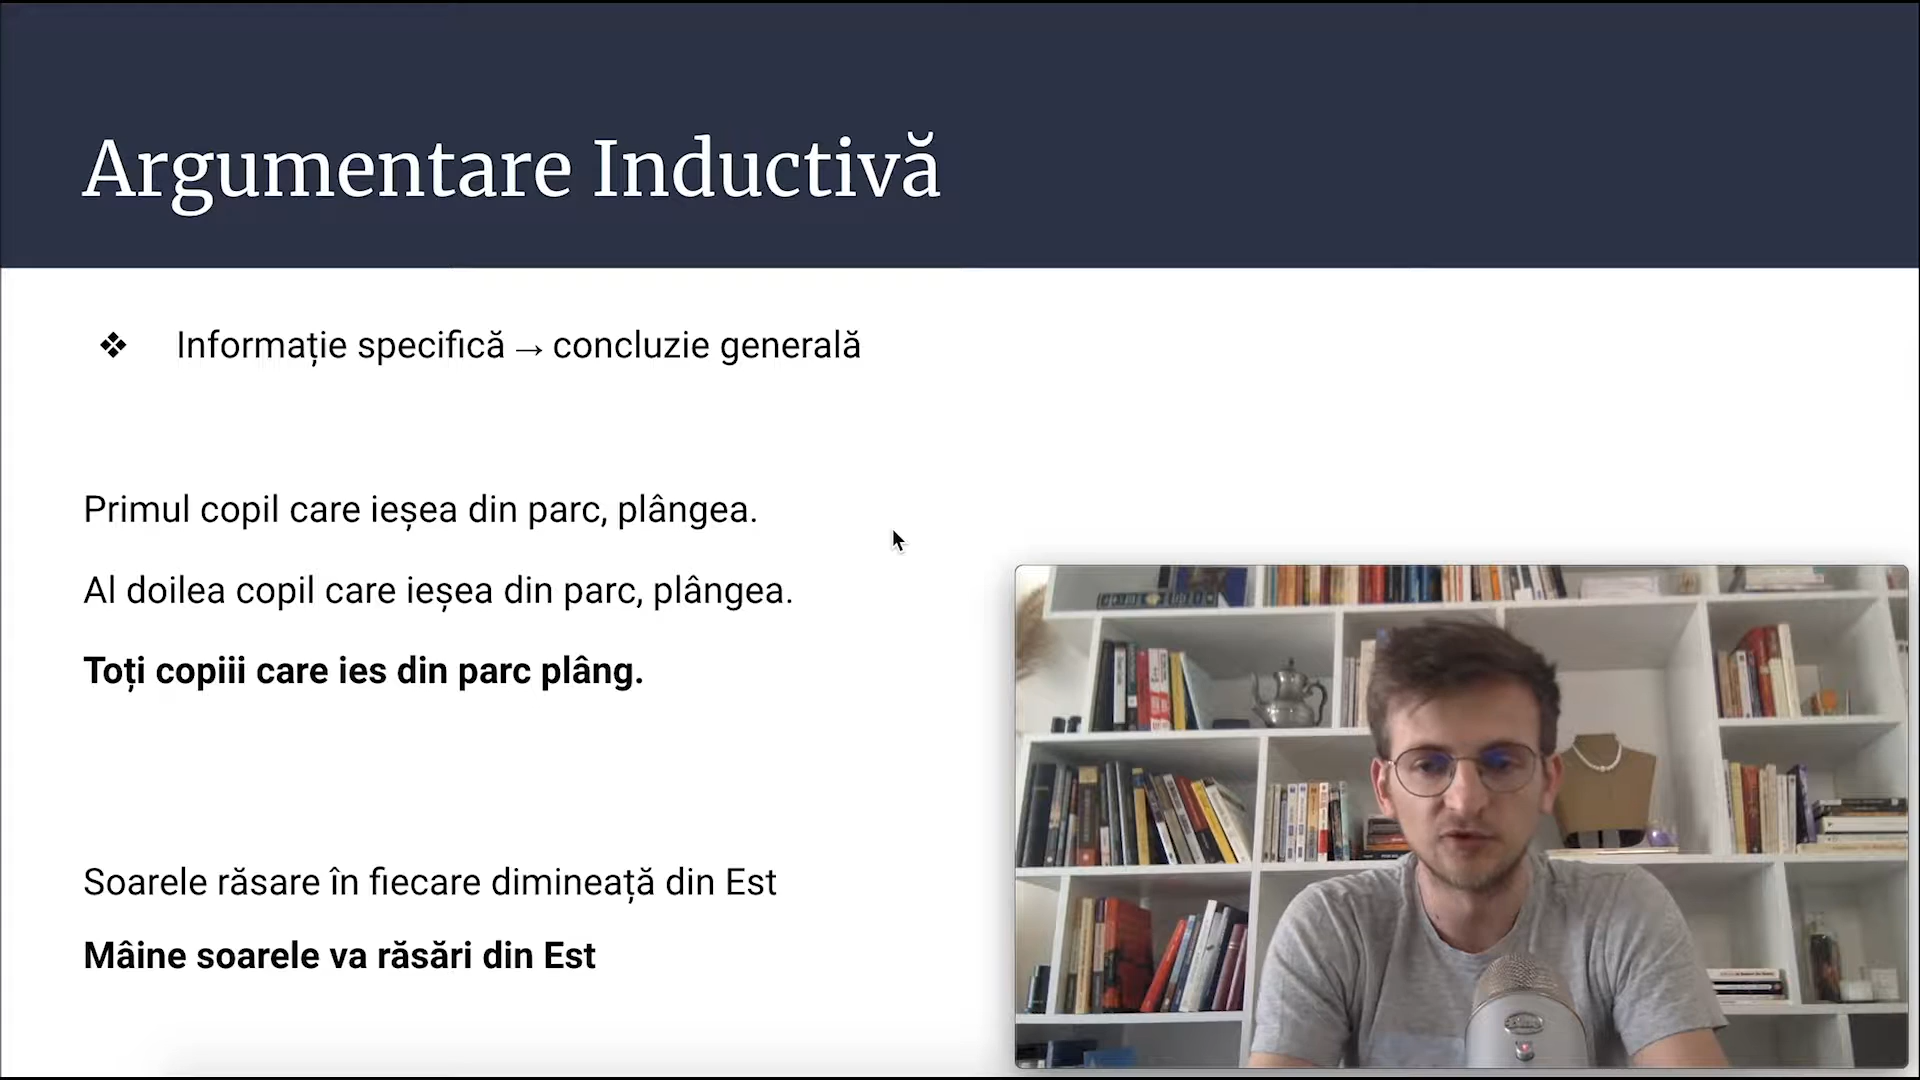 Argumentare Inductivă
❖ Informație specifică → concluzie generală
Primul copil care ieșea din parc, plângea.
Al doilea copil care ieșea din parc, plângea.
Toți copiii care ies din parc plâng.
Soarele răsare în fiecare dimineață din Est
Mâine soarele va răsări din Est